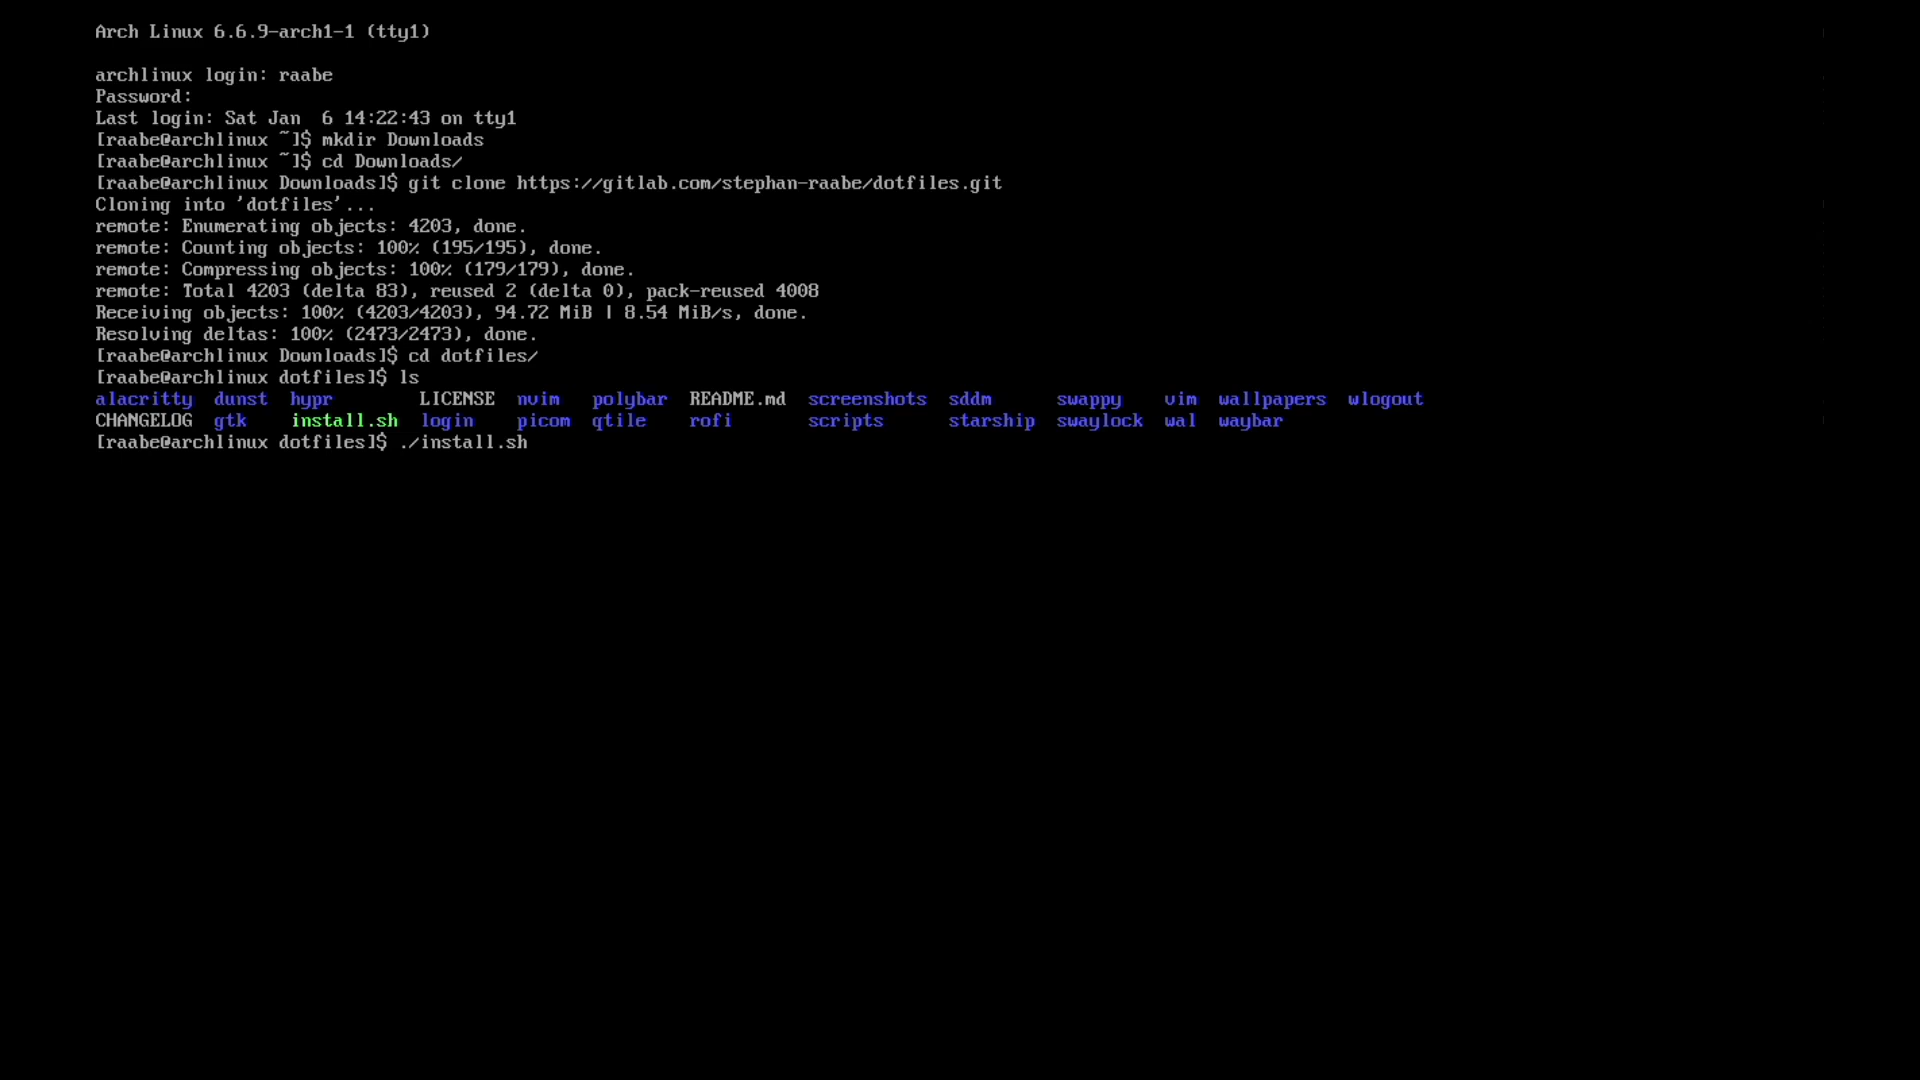 Arch Linux 6.6.9-arch1-1 (tty1)
archlinux login: raabe
Password:
Last login: Sat Jan  6 14:22:43 on tty1
[raabe@archlinux ~]$ mkdir Downloads
[raabe@archlinux ~]$ cd Downloads/
[raabe@archlinux Downloads]$ git clone https://gitlab.com/stephan-raabe/dotfiles.git
Cloning into 'dotfiles'...
remote: Enumerating objects: 4203, done.
remote: Counting objects: 100% (195/195), done.
remote: Compressing objects: 100% (179/179), done.
remote: Total 4203 (delta 83), reused 2 (delta 0), pack-reused 4008
Receiving objects: 100% (4203/4203), 94.72 MiB | 8.54 MiB/s, done.
Resolving deltas: 100% (2473/2473), done.
[raabe@archlinux Downloads]$ cd dotfiles/
[raabe@archlinux dotfiles]$ ls
alacritty  dunst  hypr        LICENSE  nvim   polybar  README.md  screenshots  sddm      swappy    vim  wallpapers  wlogout
CHANGELOG  gtk    install.sh  login    picom  qtile    rofi       scripts      starship  swaylock  wal  waybar
[raabe@archlinux dotfiles]$ ./install.sh